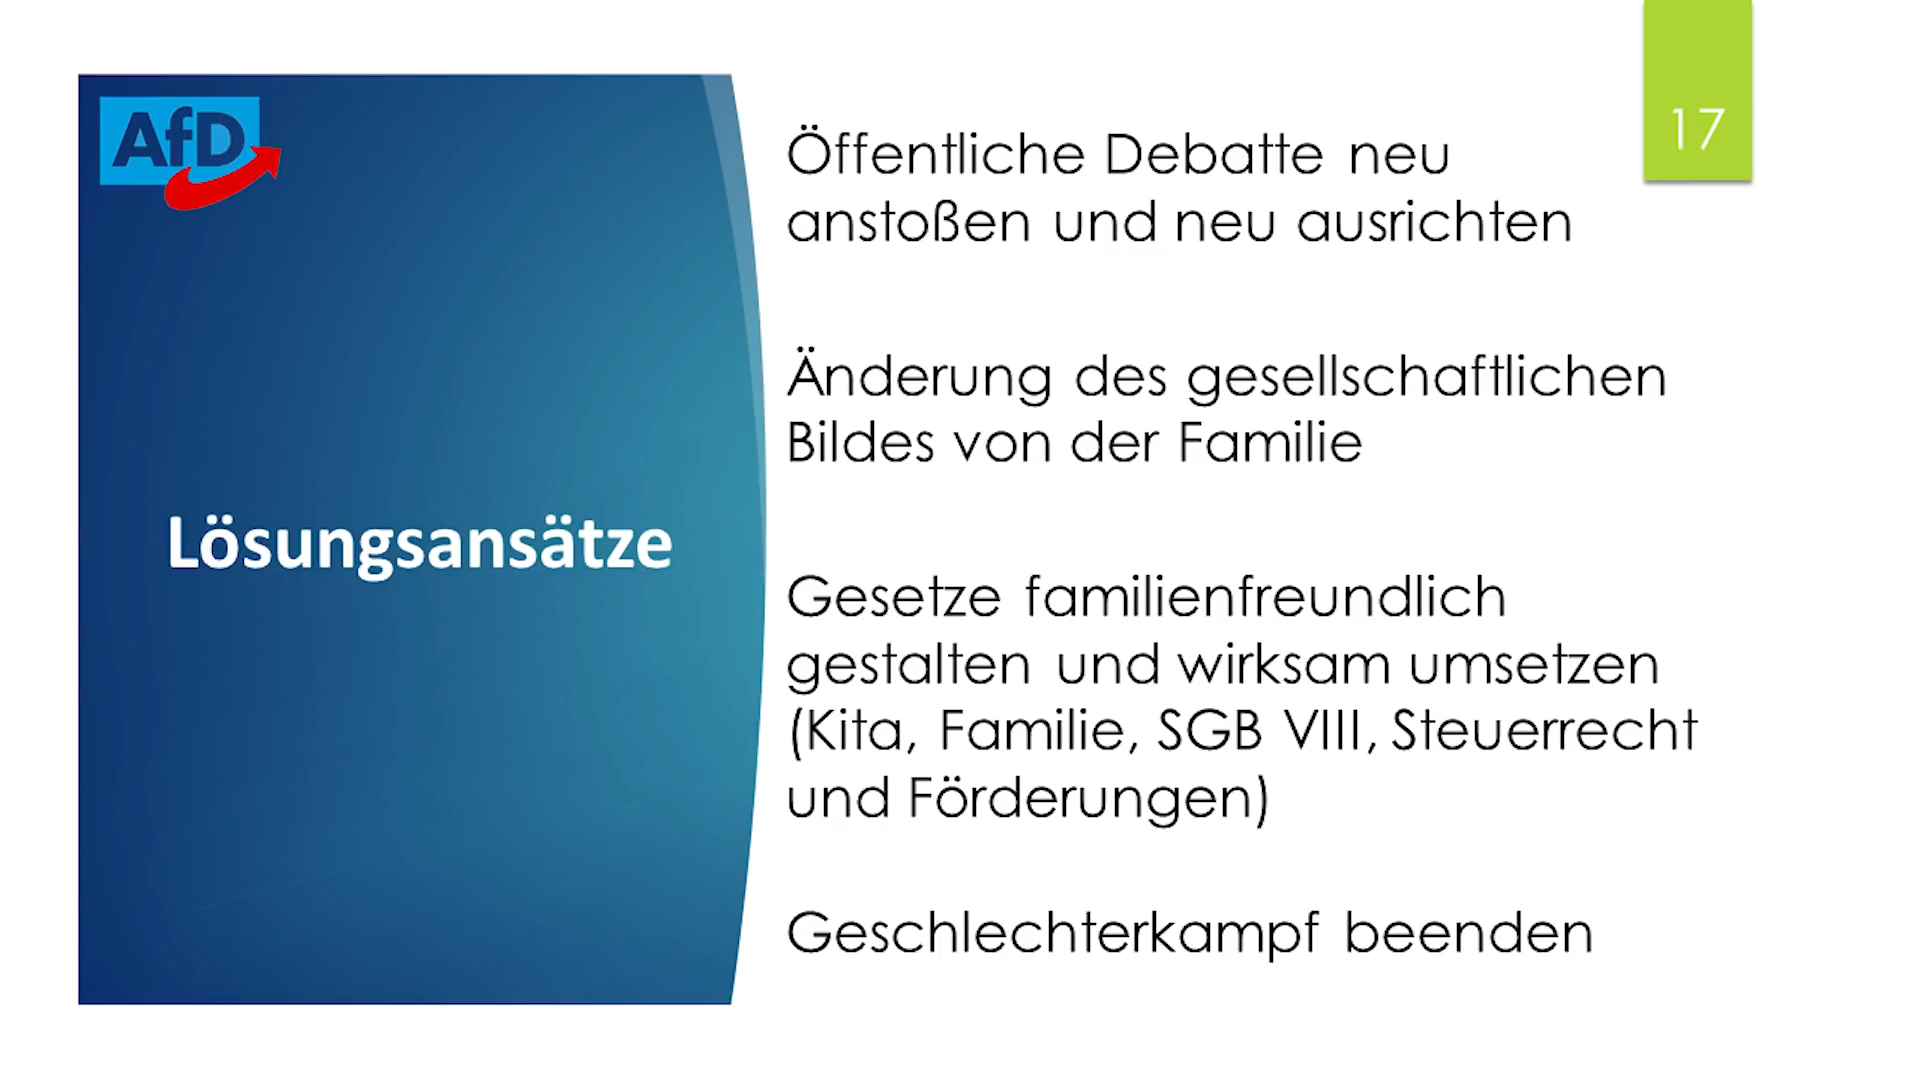 AfD
Lösungsansätze
17
Öffentliche Debatte neu
anstoßen und neu ausrichten
Änderung des gesellschaftlichen
Bildes von der Familie
Gesetze familienfreundlich
gestalten und wirksam umsetzen
(Kita, Familie, SGB VIII, Steuerrecht
und Förderungen)
Geschlechterkampf beenden